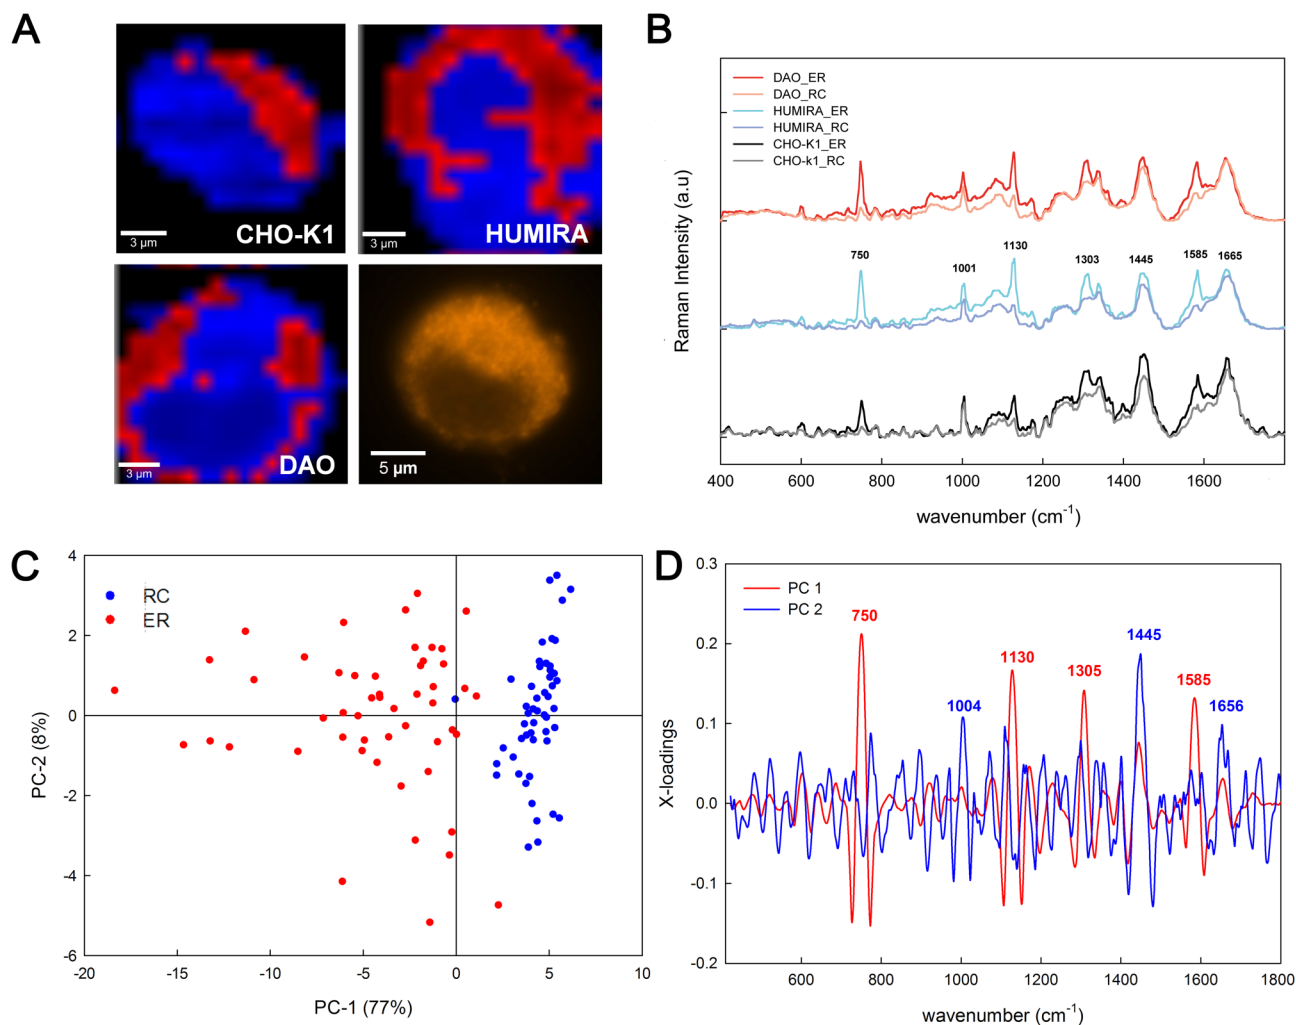 A
CHO-K1
3 µm
HUMIRA
3 µm
DAO
3 µm
5 µm
B
DAO_ER
DAO_RC
HUMIRA_ER
HUMIRA_RC
CHO-K1_ER
CHO-k1_RC
750
1001
1130
1303
1445
1585
1665
Raman Intensity (a.u)
400
600
800
1000
1200
1400
1600
wavenumber (cm-1)
C
RC
ER
4
2
0
-2
-4
-6
PC-2 (8%)
-20
-15
-10
-5
0
5
10
PC-1 (77%)
D
PC 1
PC 2
750
1004
1130
1305
1445
1585
1656
0.3
0.2
0.1
0.0
-0.1
-0.2
X-loadings
600
800
1000
1200
1400
1600
1800
wavenumber (cm-1)